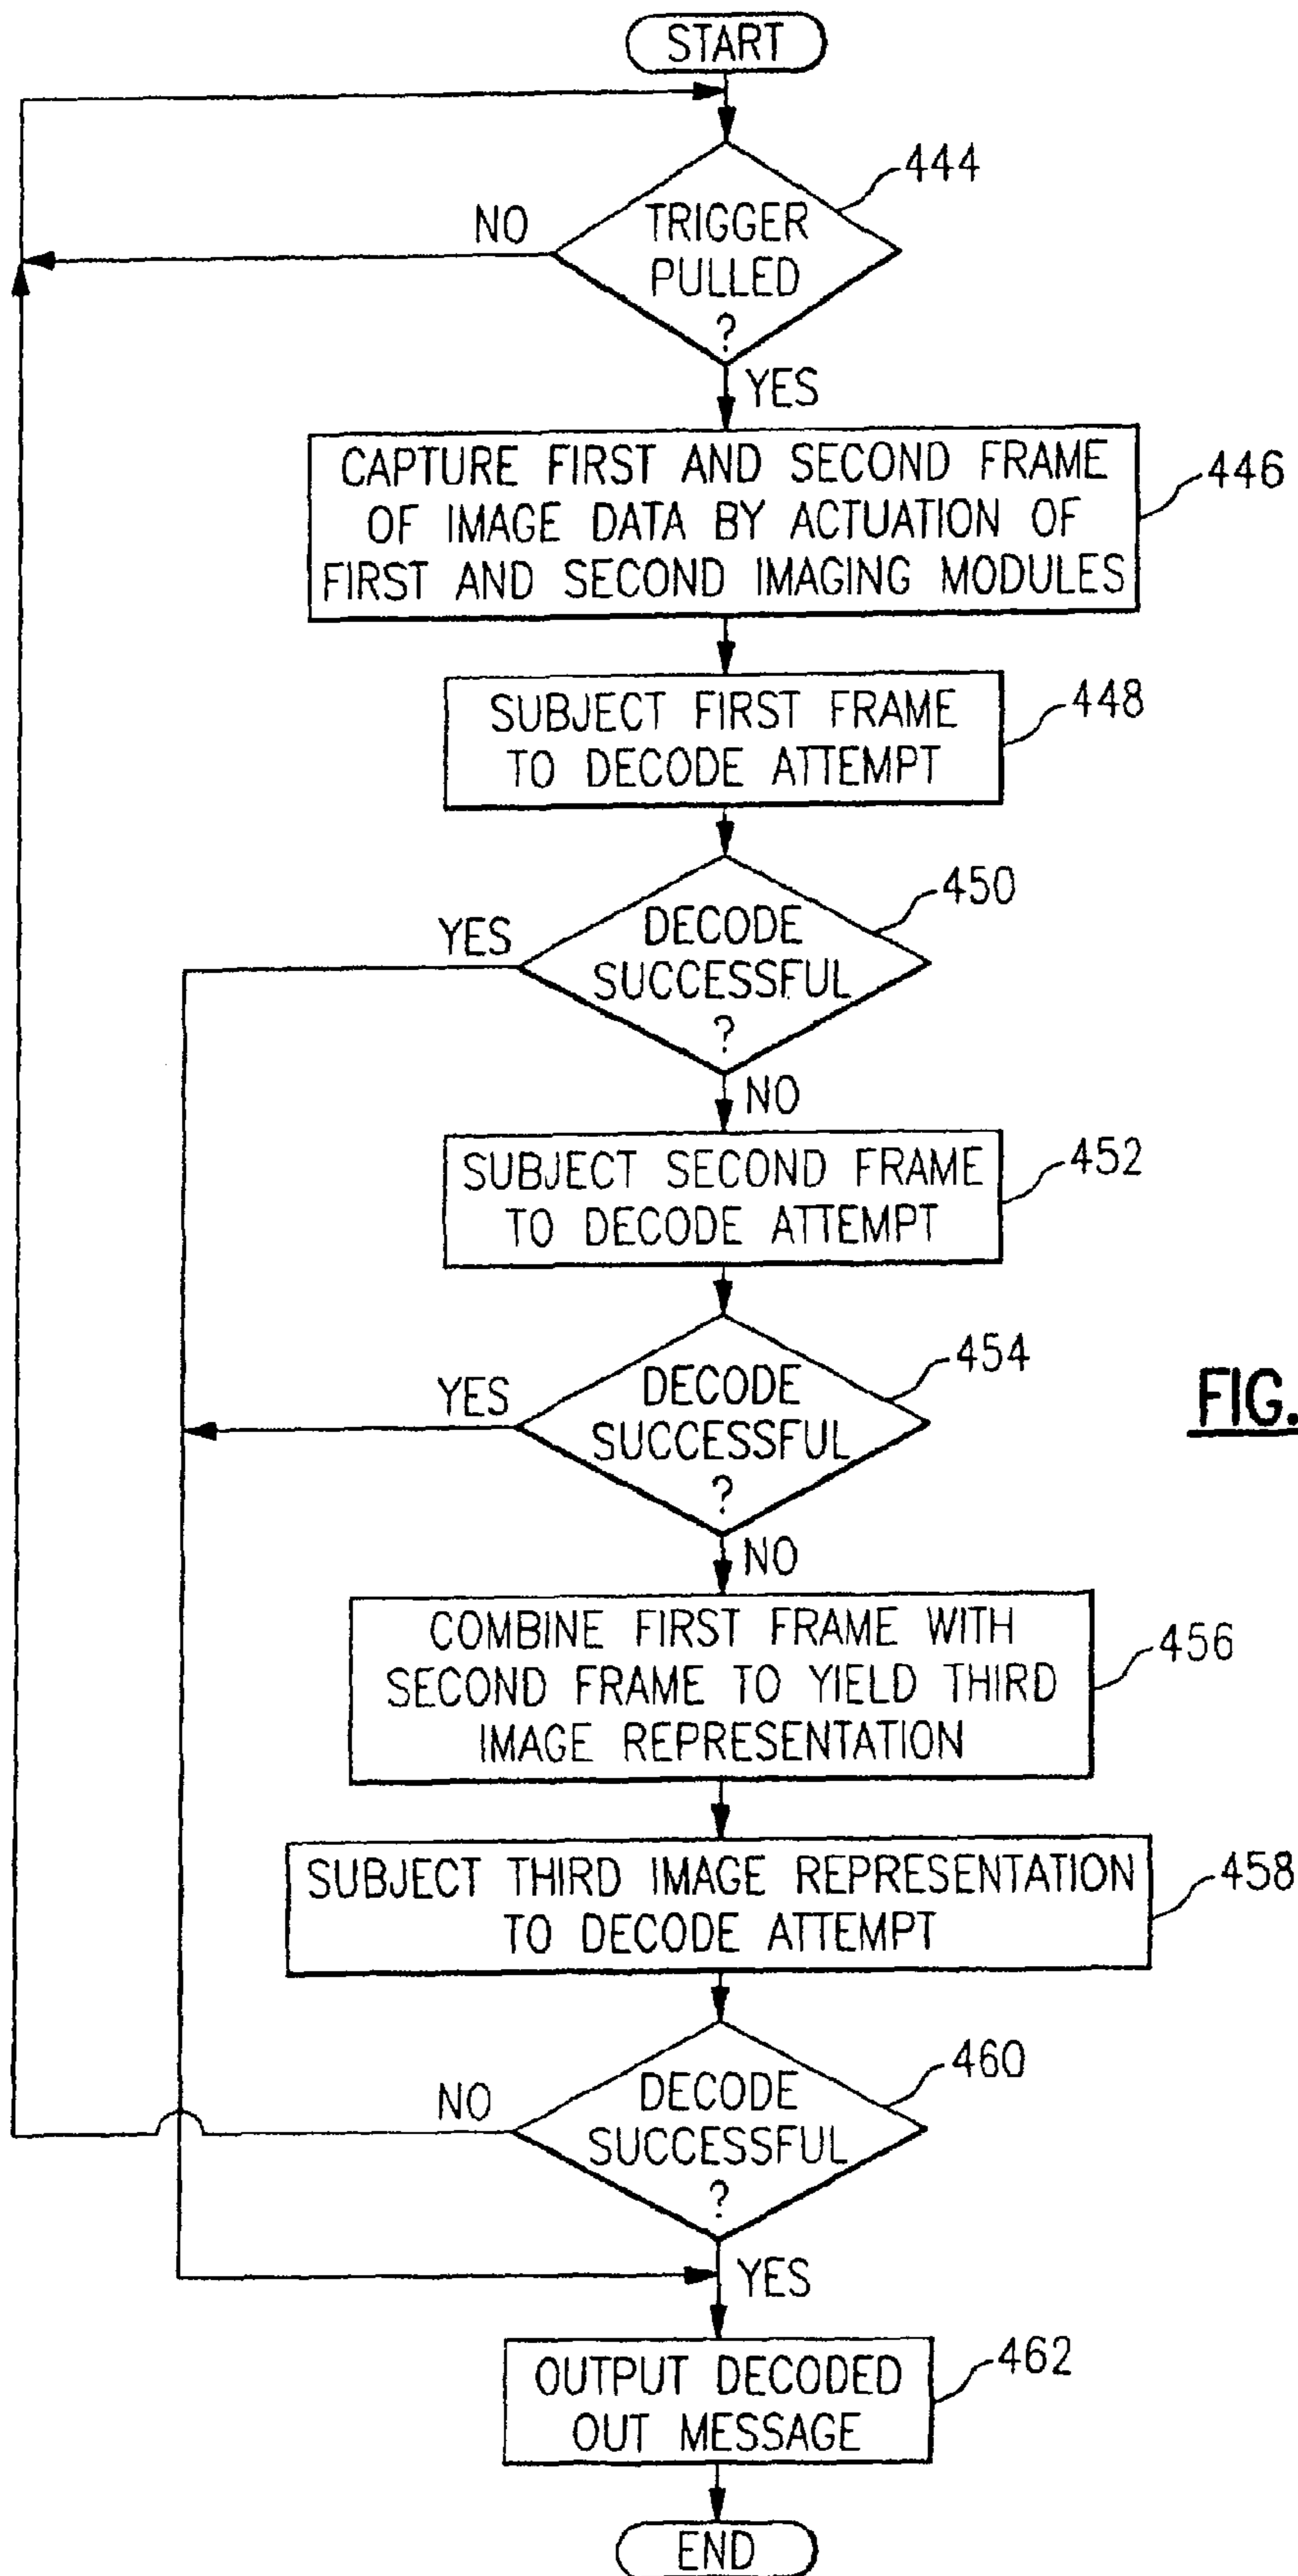 START
444
NO
TRIGGER
PULLED
?
YES
CAPTURE FIRST AND SECOND FRAME
OF IMAGE DATA BY ACTUATION OF
FIRST AND SECOND IMAGING MODULES
446
SUBJECT FIRST FRAME
TO DECODE ATTEMPT
448
450
YES
DECODE
SUCCESSFUL
?
NO
SUBJECT SECOND FRAME
TO DECODE ATTEMPT
452
454
YES
DECODE
SUCCESSFUL
?
FIG.
NO
COMBINE FIRST FRAME WITH
SECOND FRAME TO YIELD THIRD
IMAGE REPRESENTATION
456
SUBJECT THIRD IMAGE REPRESENTATION
TO DECODE ATTEMPT
458
460
NO
DECODE
SUCCESSFUL
?
YES
OUTPUT DECODED
OUT MESSAGE
462
END